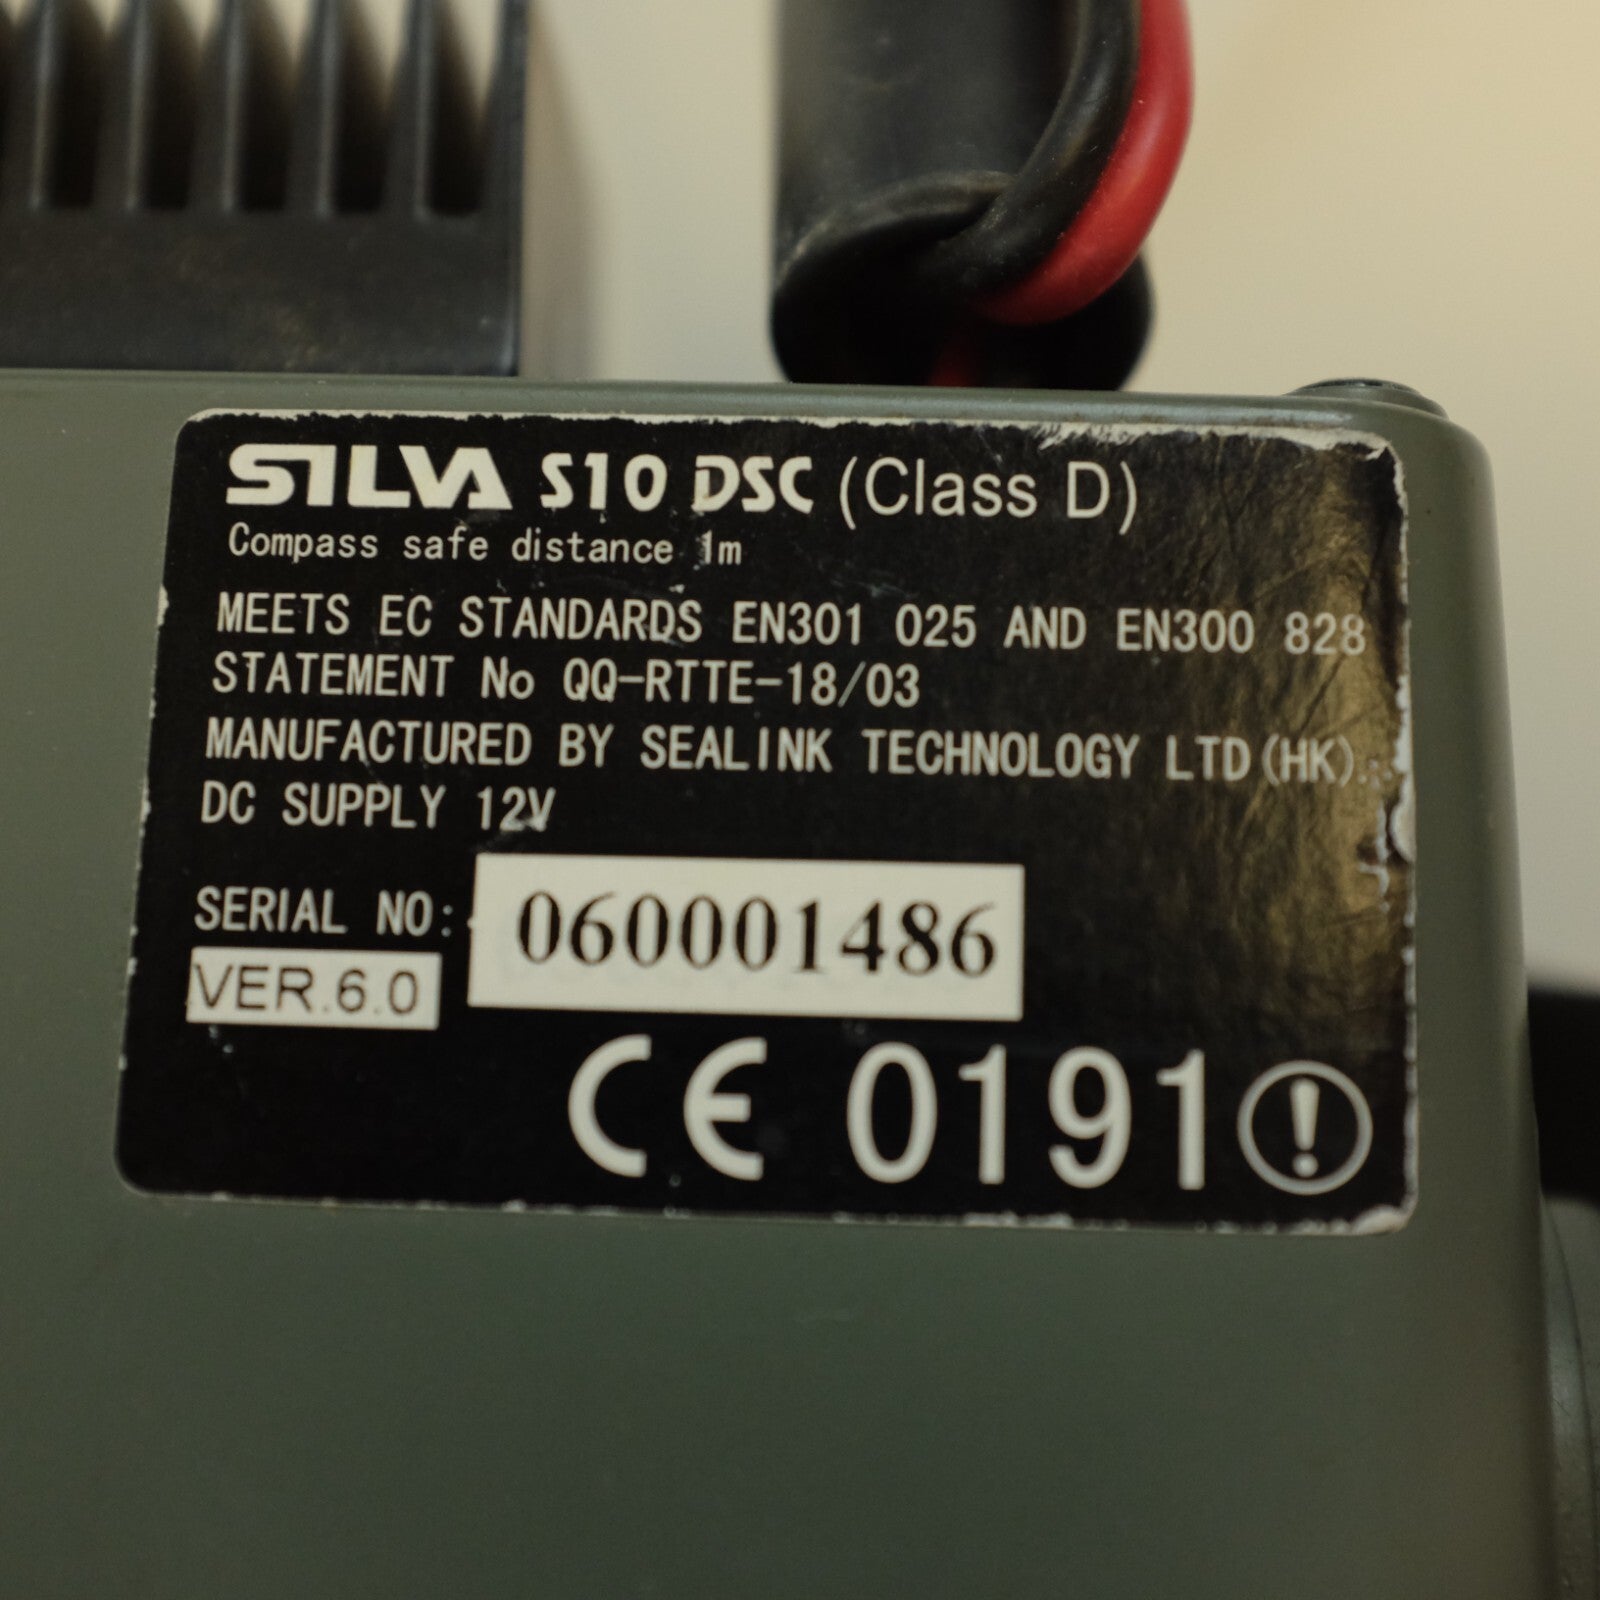 SILVA S10 DSC (Class D)
Compass safe distance 1m
MEETS EC STANDARDS EN301 025 AND EN300 828
STATEMENT No QQ-RTTE-18/03
MANUFACTURED BY SEALINK TECHNOLOGY LTD(HK).
DC SUPPLY 12V
SERIAL NO: 060001486
VER.6.0
CE 0191 !